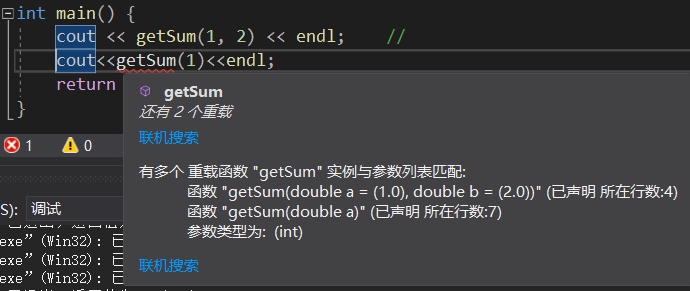 int main() {
cout << getSum(1, 2) << endl; //
cout<<getSum(1)<<endl;
return
}
getSum
还有 2 个重载
联机搜索
有多个 重载函数 "getSum" 实例与参数列表匹配:
函数 "getSum(double a = (1.0), double b = (2.0))" (已声明 所在行数:4)
函数 "getSum(double a)" (已声明 所在行数:7)
参数类型为: (int)
联机搜索
1 0
S): 调试
exe” (Win32): 已
exe” (Win32): 已
exe” (Win32): 已